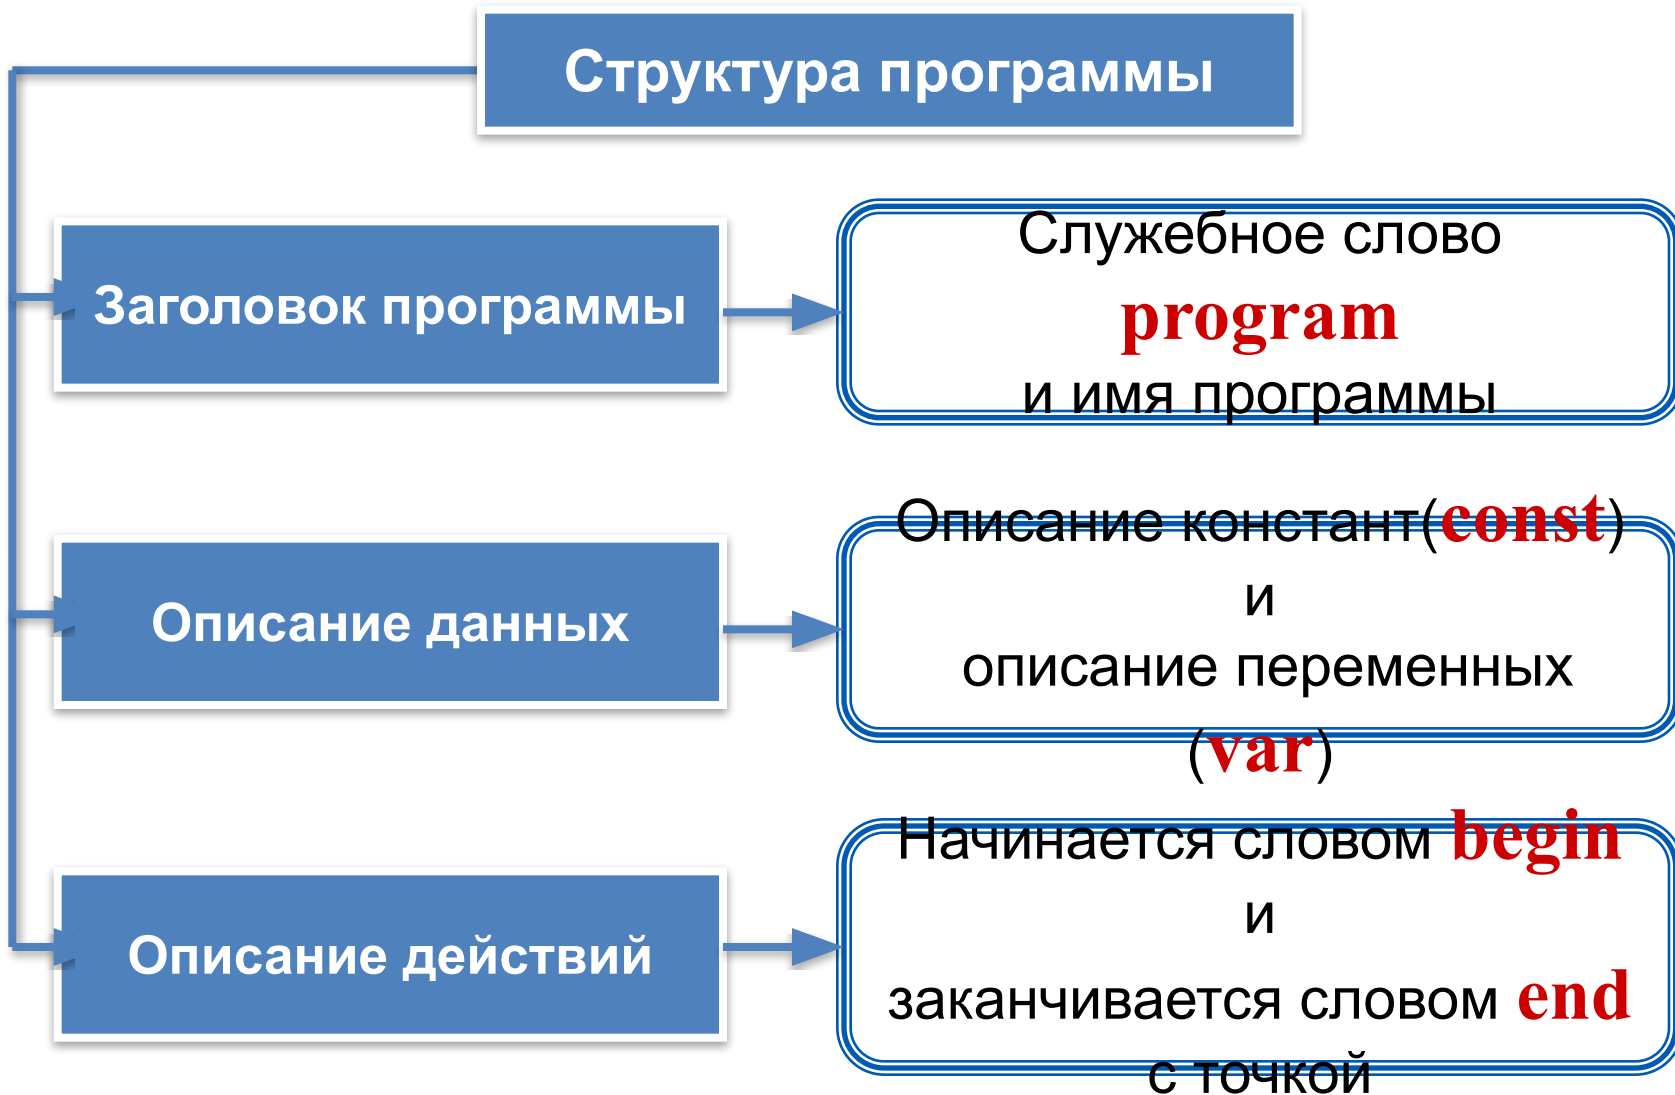 Структура программы
Заголовок программы
Служебное слово
program
и имя программы
Описание данных
Описание констант(const)
и
описание переменных
(var)
Описание действий
Начинается словом begin
и
заканчивается словом end
с точкой